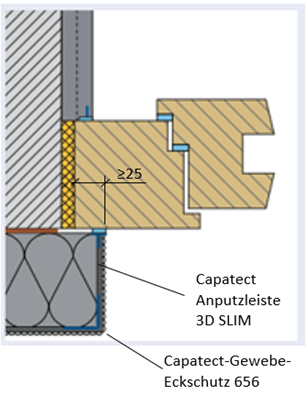 ≥25
Capatect
Anputzleiste
3D SLIM
Capatect-Gewebe-
Eckschutz 656